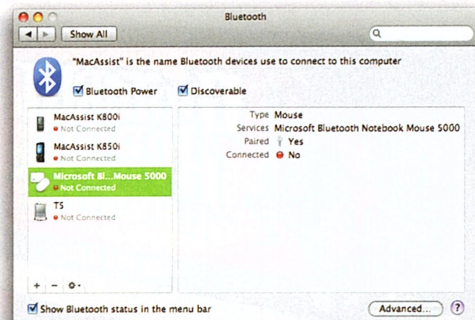 Bluetooth
Show All
"MacAssist" is the name Bluetooth devices use to connect to this computer
Bluetooth Power
Discoverable
MacAssist K800i
Not Connected
MacAssist K850i
Not Connected
Microsoft Bl...Mouse 5000
Not Connected
T5
Not Connected
Type Mouse
Services Microsoft Bluetooth Notebook Mouse 5000
Paired Yes
Connected No
Show Bluetooth status in the menu bar
Advanced...
?